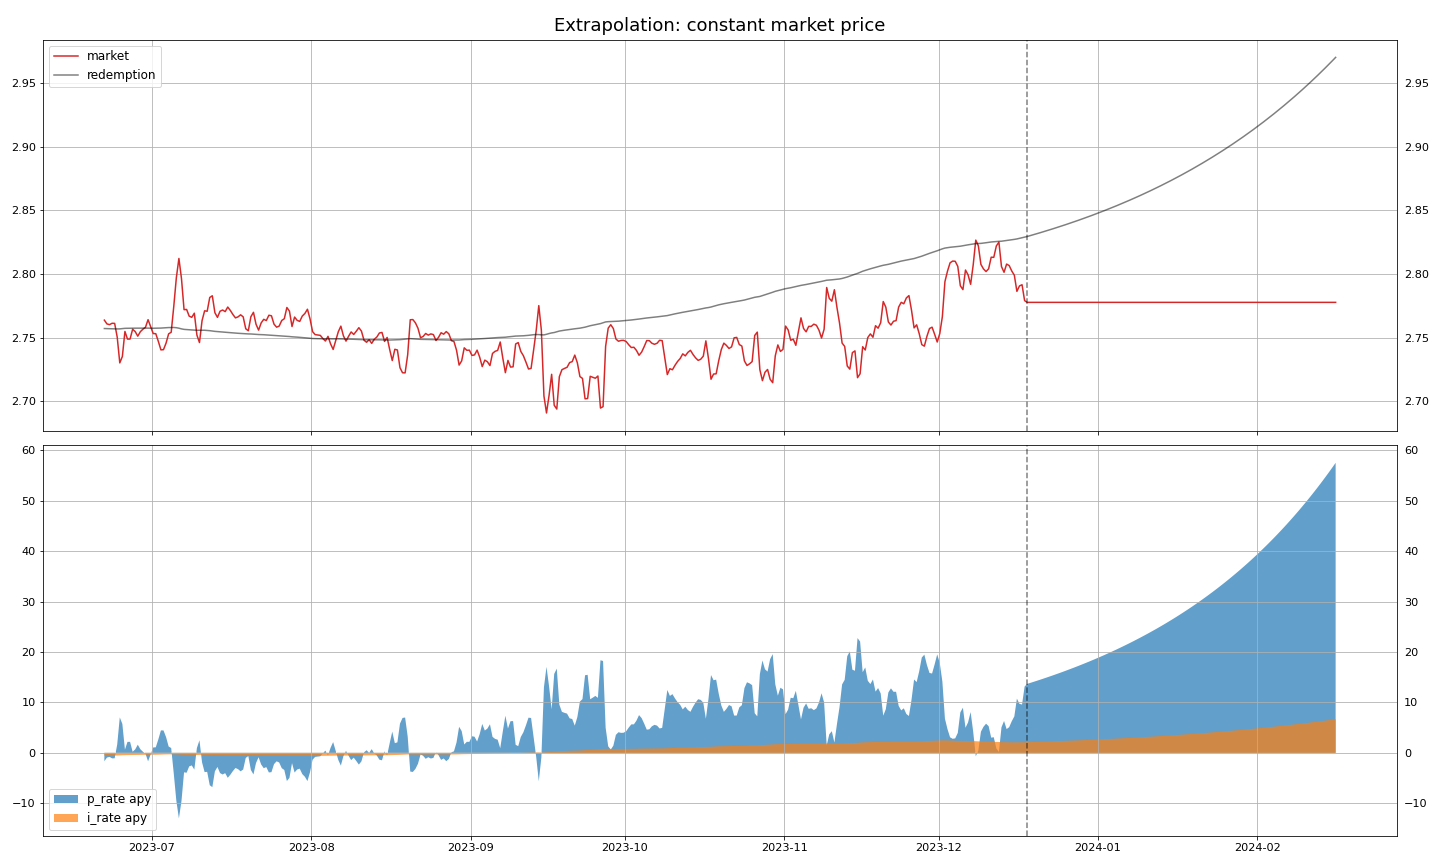 Extrapolation: constant market price
market
redemption
2.95 2.95
2.90 2.90
2.85 2.85
2.80 2.80
2.75 2.75
2.70 2.70
60 60
50 50
40 40
30 30
20 20
10 10
0 0
−10 −10
p_rate apy
i_rate apy
2023-07 2023-08 2023-09 2023-10 2023-11 2023-12 2024-01 2024-02